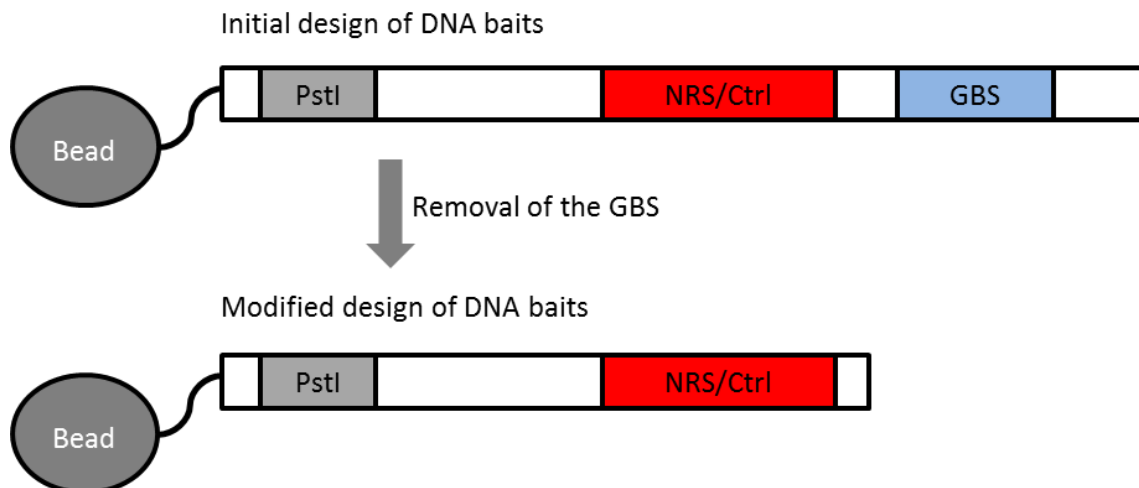 Initial design of DNA baits
PstI
NRS/Ctrl
GBS
Bead
Removal of the GBS
Modified design of DNA baits
PstI
NRS/Ctrl
Bead